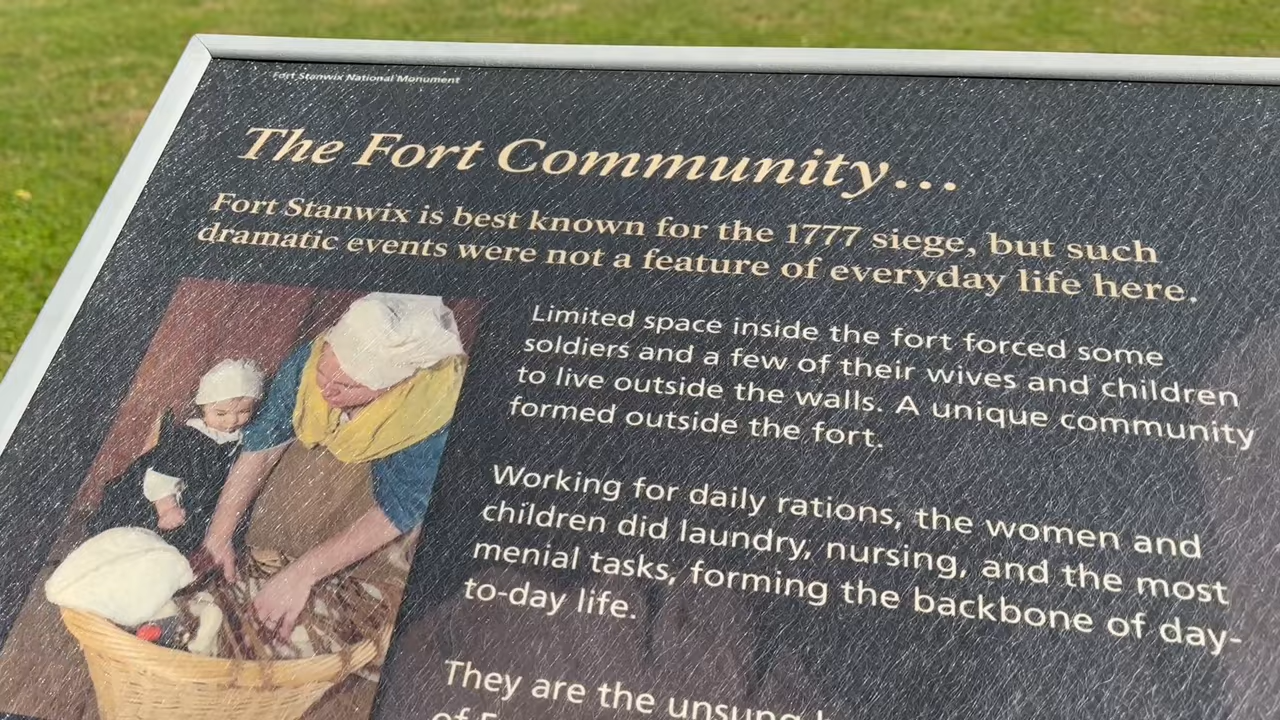 Fort Stanwix National Monument
The Fort Community...
Fort Stanwix is best known for the 1777 siege, but such
dramatic events were not a feature of everyday life here.
Limited space inside the fort forced some
soldiers and a few of their wives and children
to live outside the walls. A unique community
formed outside the fort.
Working for daily rations, the women and
children did laundry, nursing, and the most
menial tasks, forming the backbone of day-
to-day life.
They are the unsung
of